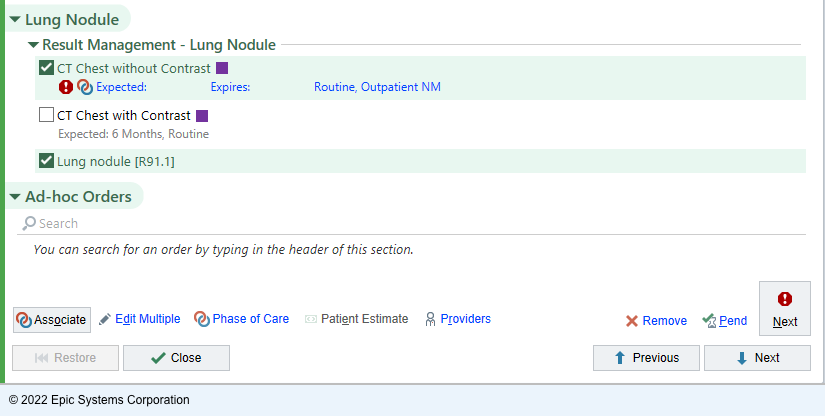 Lung Nodule
Result Management - Lung Nodule
CT Chest without Contrast
Expected: Expires: Routine, Outpatient NM
CT Chest with Contrast
Expected: 6 Months, Routine
Lung nodule [R91.1]
Ad-hoc Orders
Search
You can search for an order by typing in the header of this section.
Associate Edit Multiple Phase of Care Patient Estimate Providers Remove Pend Next
Restore Close Previous Next
© 2022 Epic Systems Corporation